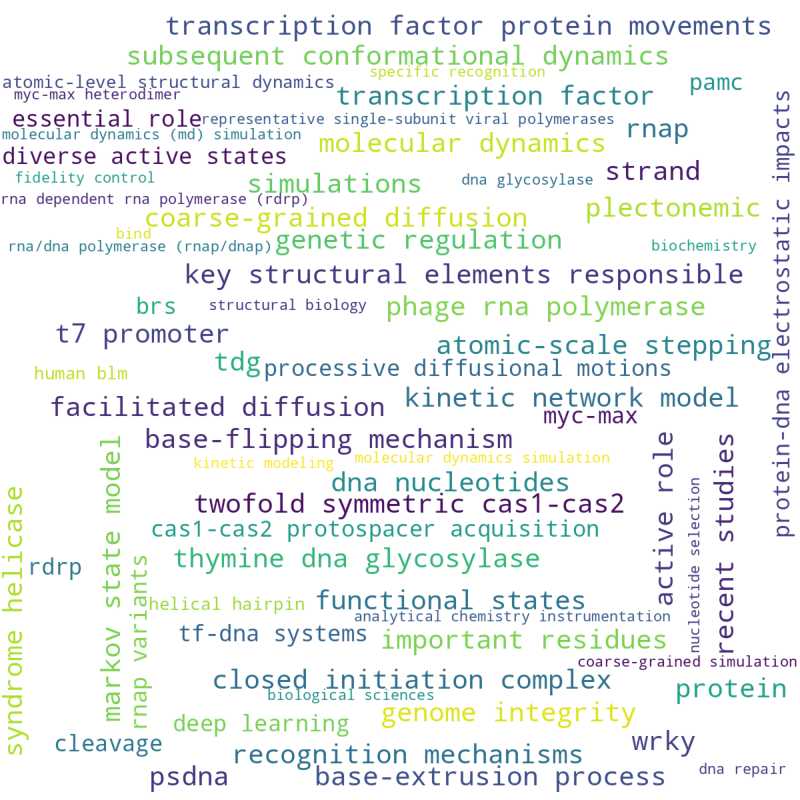 transcription factor protein movements
subsequent conformational dynamics
specific recognition
atomic-level structural dynamics
pamc
myc-max heterodimer
transcription factor
essential role
representative single-subunit viral polymerases
rnap
molecular dynamics (md) simulation
molecular dynamics
diverse active states
strand
fidelity control
simulations
dna glycosylase
rna dependent rna polymerase (rdrp)
coarse-grained diffusion
plectonemic
bind
rna/dna polymerase (rnap/dnap)
genetic regulation
biochemistry
protein-dna electrostatic impacts
key structural elements responsible
brs
structural biology
phage rna polymerase
t7 promoter
atomic-scale stepping
tdg
processive diffusional motions
human blm
kinetic network model
facilitated diffusion
myc-max
base-flipping mechanism
kinetic modeling
molecular dynamics simulation
dna nucleotides
twofold symmetric cas1-cas2
cas1-cas2 protospacer acquisition
active role
nucleotide selection
recent studies
syndrome helicase
markov state model
rnap variants
rdrp
thymine dna glycosylase
helical hairpin
functional states
analytical chemistry instrumentation
tf-dna systems
important residues
coarse-grained simulation
closed initiation complex
protein
biological sciences
deep learning
genome integrity
cleavage
wrky
recognition mechanisms
dna repair
psdna
base-extrusion process